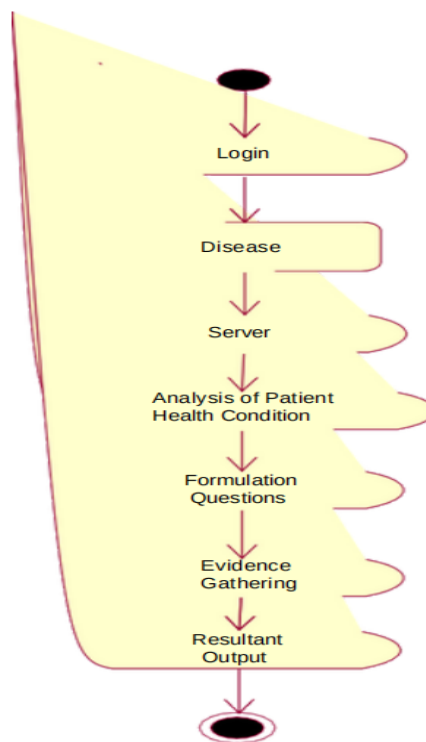 Login
Disease
Server
Analysis of Patient
Health Condition
Formulation
Questions
Evidence
Gathering
Resultant
Output